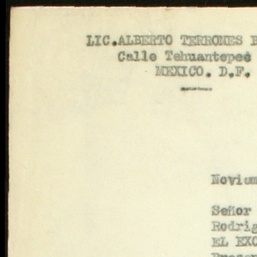 LIC.ALBERTO TERRONES B
Calle Tehuantepec
MEXICO. D.F.
Noviem
Señor
Rodrig
EL EXC